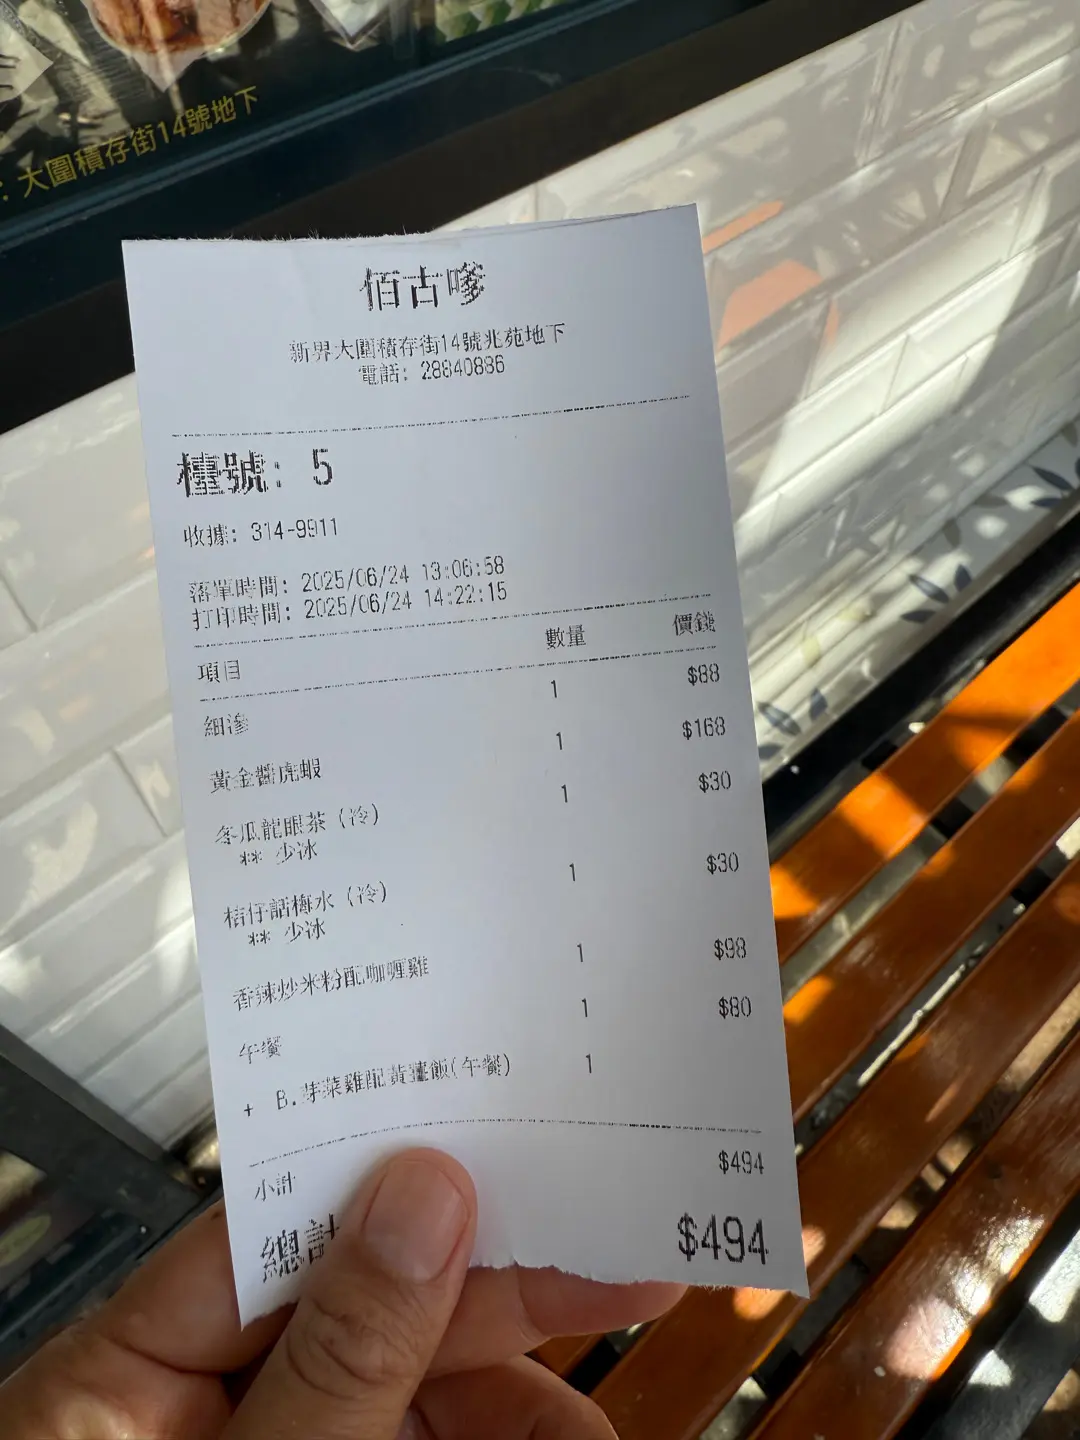 : 大圍積存街14號地下
佰古嗲
新界大圍積存街14號兆苑地下
電話: 28840886
檯號: 5
收據: 314-9911
落單時間: 2025/06/24 13:06:58
打印時間: 2025/06/24 14:22:15
項目 數量 價錢
細滲 1 $88
黃金醬虎蝦 1 $168
冬瓜龍眼茶 (冷) 1 $30
** 少冰
桔仔話梅水 (冷) 1 $30
** 少冰
香辣炒米粉配咖喱雞 1 $98
午餐 1 $80
+ B.芽菜雞配黃薑飯(午餐) 1
小計 $494
總計 $494